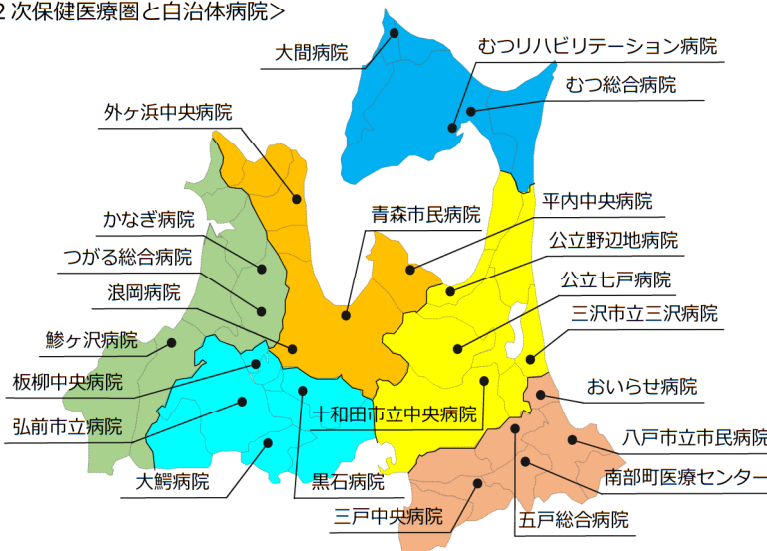 2次保健医療圏と自治体病院>
大間病院
むつリハビリテーション病院
むつ総合病院
外ヶ浜中央病院
かなぎ病院
青森市民病院
平内中央病院
つがる総合病院
公立野辺地病院
浪岡病院
公立七戸病院
鰺ヶ沢病院
三沢市立三沢病院
板柳中央病院
おいらせ病院
弘前市立病院
十和田市立中央病院
八戸市立市民病院
大鰐病院
黒石病院
南部町医療センター
三戸中央病院
五戸総合病院